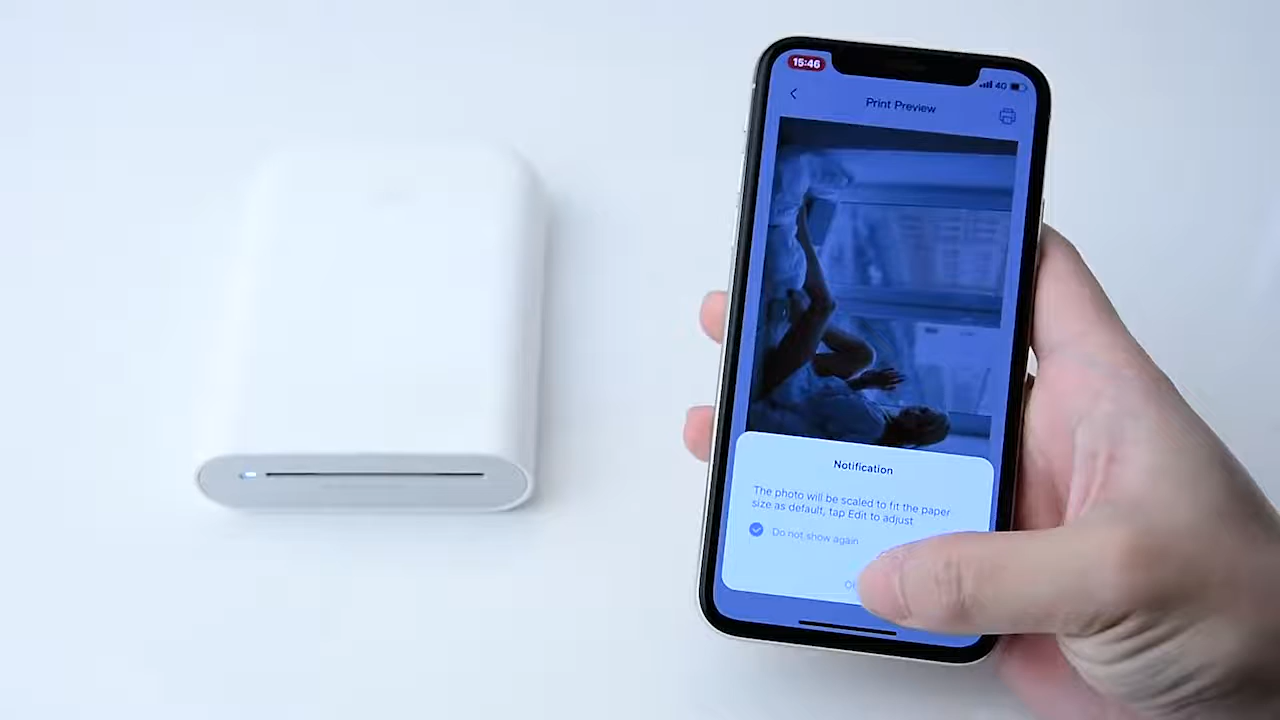 15:46
4G
Print Preview
Notification
The photo will be scaled to fit the paper
size as default, tap Edit to adjust
Do not show again